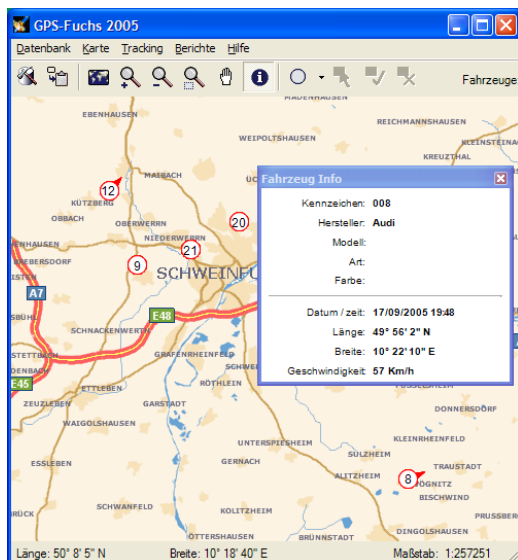 GPS-Fuchs 2005
Datenbank Karte Tracking Berichte Hilfe
Fahrzeuge
MADENHAUSEN
EBENHAUSEN
REICHMANNSHAUSEN
WEIPOLTSHAUSEN
KREUZTHAL
MAIBACH
12
KÜTZBERG
OBBACH
OBERWERRN
20
NIEDERWERRN
21
9
SCHWEINFU
A7
E48
SCHNACKENWERTH
GRAFENRHEINFELD
RÖTHLEIN
E45
ETTLEBEN
ZEUZLEBEN
GARSTADT
WAIGOLSHAUSEN
Fahrzeug Info
Kennzeichen: 008
Hersteller: Audi
Modell:
Art:
Farbe:
Datum / zeit: 17/09/2005 19:48
Länge: 49° 56' 2" N
Breite: 10° 22' 10" E
Geschwindigkeit: 57 Km/h
DONNERSDORF
UNTERSPIESHEIM
KLEINRHEINFELD
SULZHEIM
ESSLEBEN
GERNACH
ALITZHEIM
TRAUSTADT
8
MÖGNITZ
BISCHWIND
SCHWANFELD
KOLITZHEIM
DINGOLSHAUSEN
ÖTTERSHAUSEN
BRÜNNSTADT
Länge: 50° 8' 5" N Breite: 10° 18' 40" E Maßstab: 1:257251